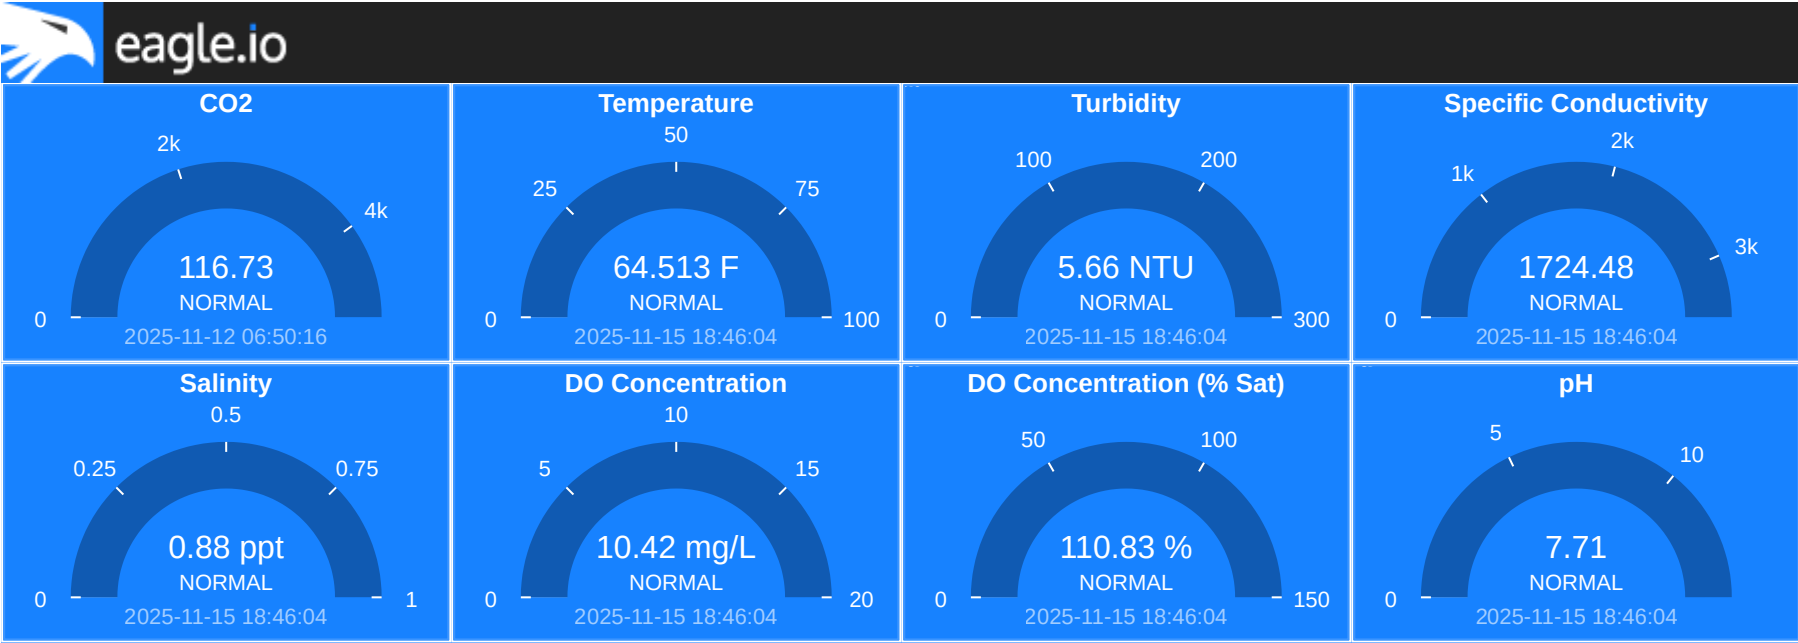 eagle.io
CO2
2k
4k
116.73
NORMAL
0
2025-11-12 06:50:16
Temperature
50
25
75
64.513 F
NORMAL
0
100
2025-11-15 18:46:04
Turbidity
100
200
5.66 NTU
NORMAL
0
300
2025-11-15 18:46:04
Specific Conductivity
2k
1k
3k
1724.48
NORMAL
0
2025-11-15 18:46:04
Salinity
0.5
0.25
0.75
0.88 ppt
NORMAL
0
1
2025-11-15 18:46:04
DO Concentration
10
5
15
10.42 mg/L
NORMAL
0
20
2025-11-15 18:46:04
DO Concentration (% Sat)
50
100
110.83 %
NORMAL
0
150
2025-11-15 18:46:04
pH
5
10
7.71
NORMAL
0
2025-11-15 18:46:04